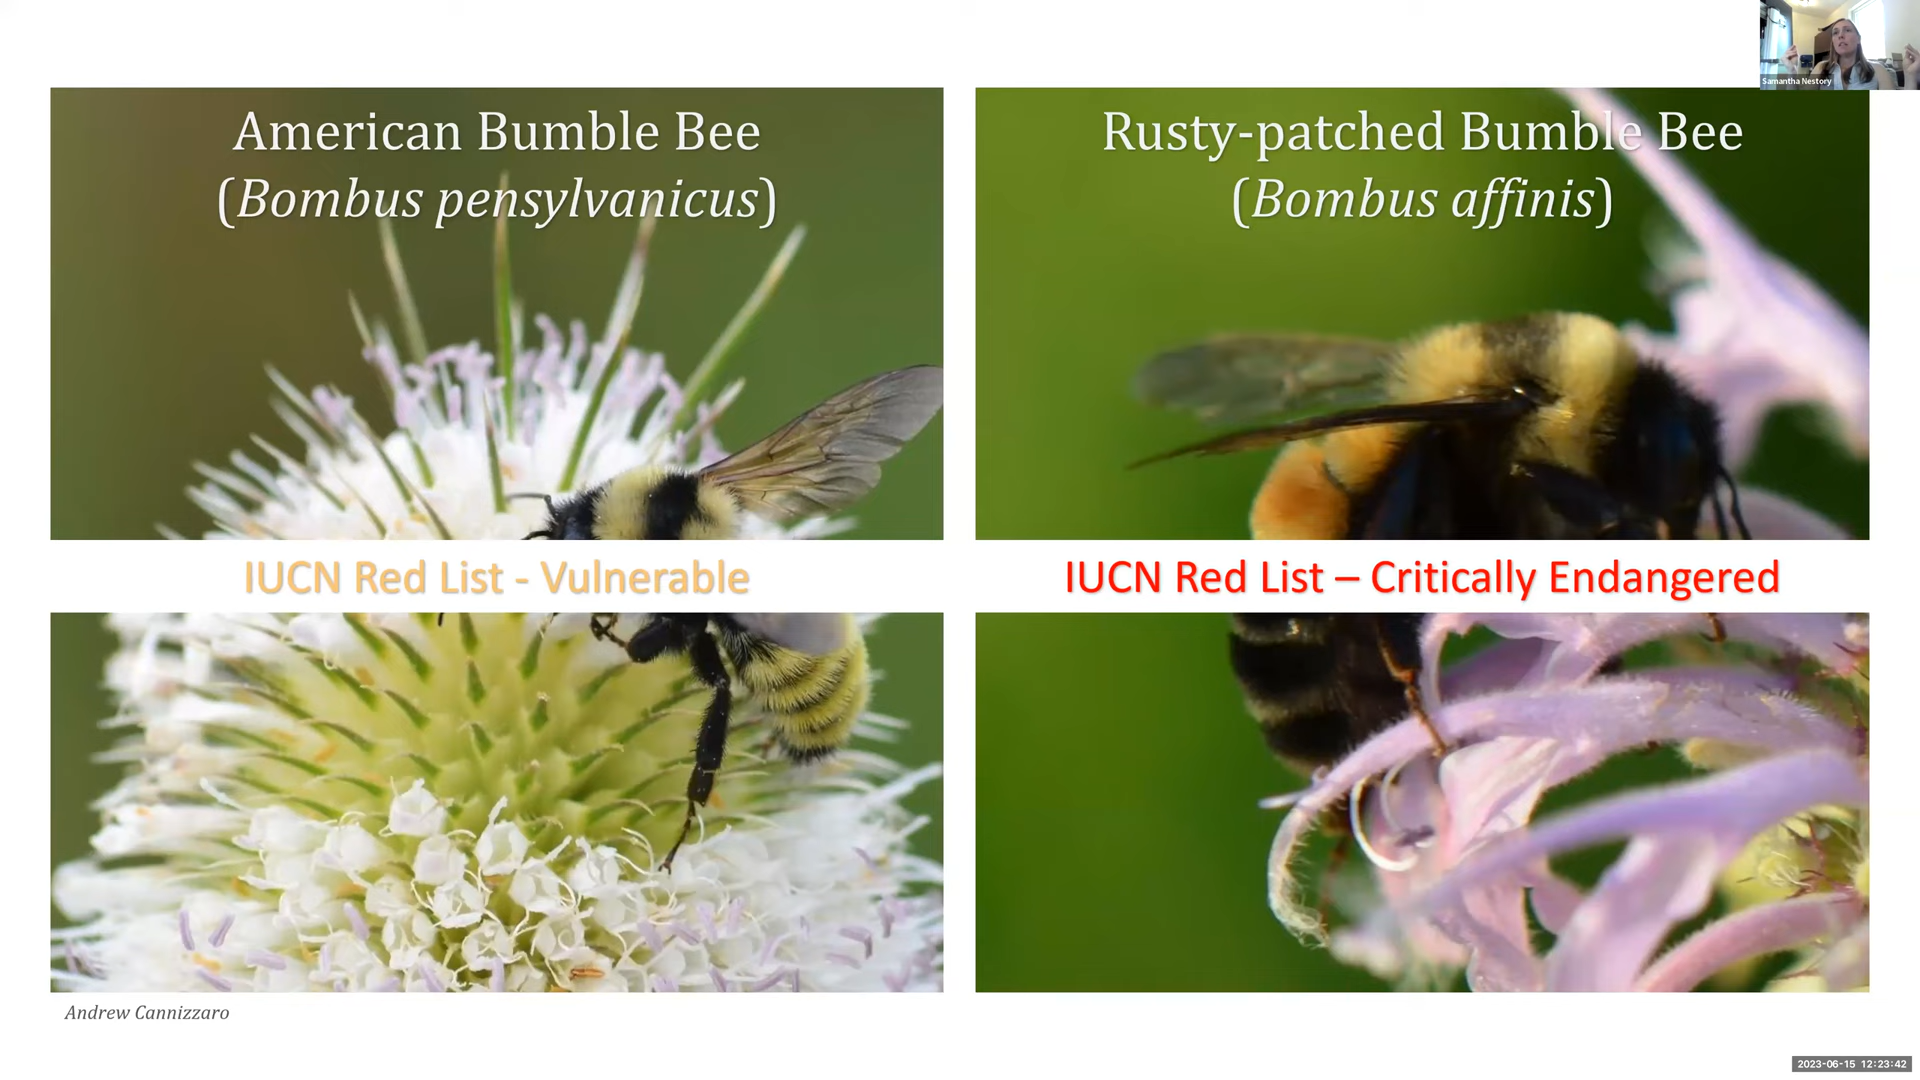 Samantha Nestory
American Bumble Bee
(Bombus pensylvanicus)
Rusty-patched Bumble Bee
(Bombus affinis)
IUCN Red List - Vulnerable
IUCN Red List – Critically Endangered
Andrew Cannizzaro
2023-06-15 12:23:42